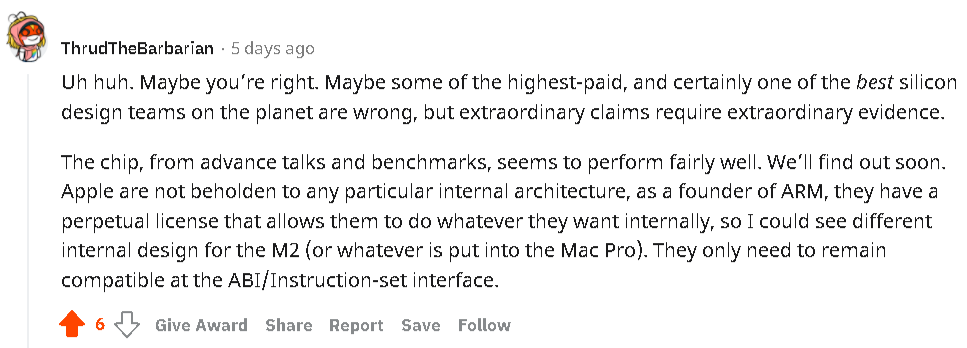 ThrudTheBarbarian · 5 days ago
Uh huh. Maybe you're right. Maybe some of the highest-paid, and certainly one of the best silicon
design teams on the planet are wrong, but extraordinary claims require extraordinary evidence.
The chip, from advance talks and benchmarks, seems to perform fairly well. We'll find out soon.
Apple are not beholden to any particular internal architecture, as a founder of ARM, they have a
perpetual license that allows them to do whatever they want internally, so I could see different
internal design for the M2 (or whatever is put into the Mac Pro). They only need to remain
compatible at the ABI/Instruction-set interface.
6 Give Award Share Report Save Follow